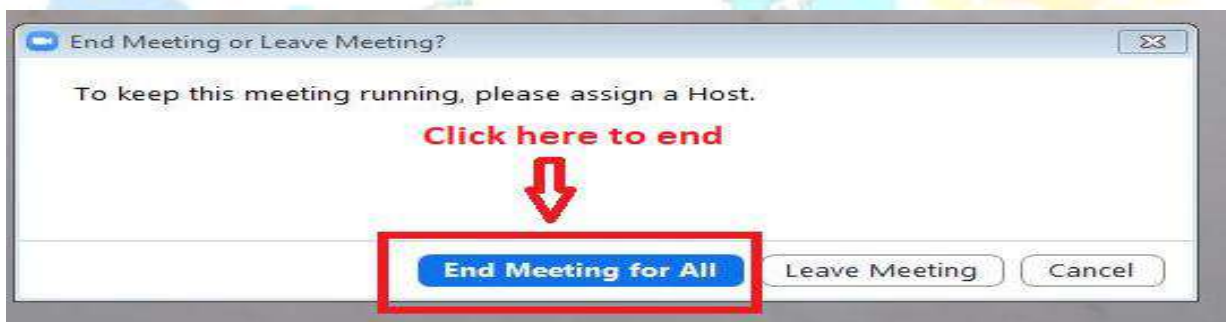 End Meeting or Leave Meeting?
To keep this meeting running, please assign a Host.
Click here to end
End Meeting for All Leave Meeting Cancel